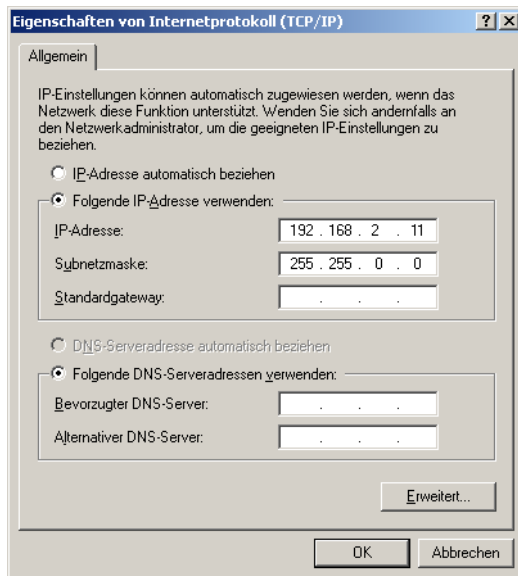 Eigenschaften von Internetprotokoll (TCP/IP)
Allgemein
IP-Einstellungen können automatisch zugewiesen werden, wenn das
Netzwerk diese Funktion unterstützt. Wenden Sie sich andernfalls an
den Netzwerkadministrator, um die geeigneten IP-Einstellungen zu
beziehen.
IP-Adresse automatisch beziehen
Folgende IP-Adresse verwenden:
IP-Adresse: 192 . 168 . 2 . 11
Subnetzmaske: 255 . 255 . 0 . 0
Standardgateway: . . .
DNS-Serveradresse automatisch beziehen
Folgende DNS-Serveradressen verwenden:
Bevorzugter DNS-Server: . . .
Alternativer DNS-Server: . . .
Erweitert...
OK Abbrechen